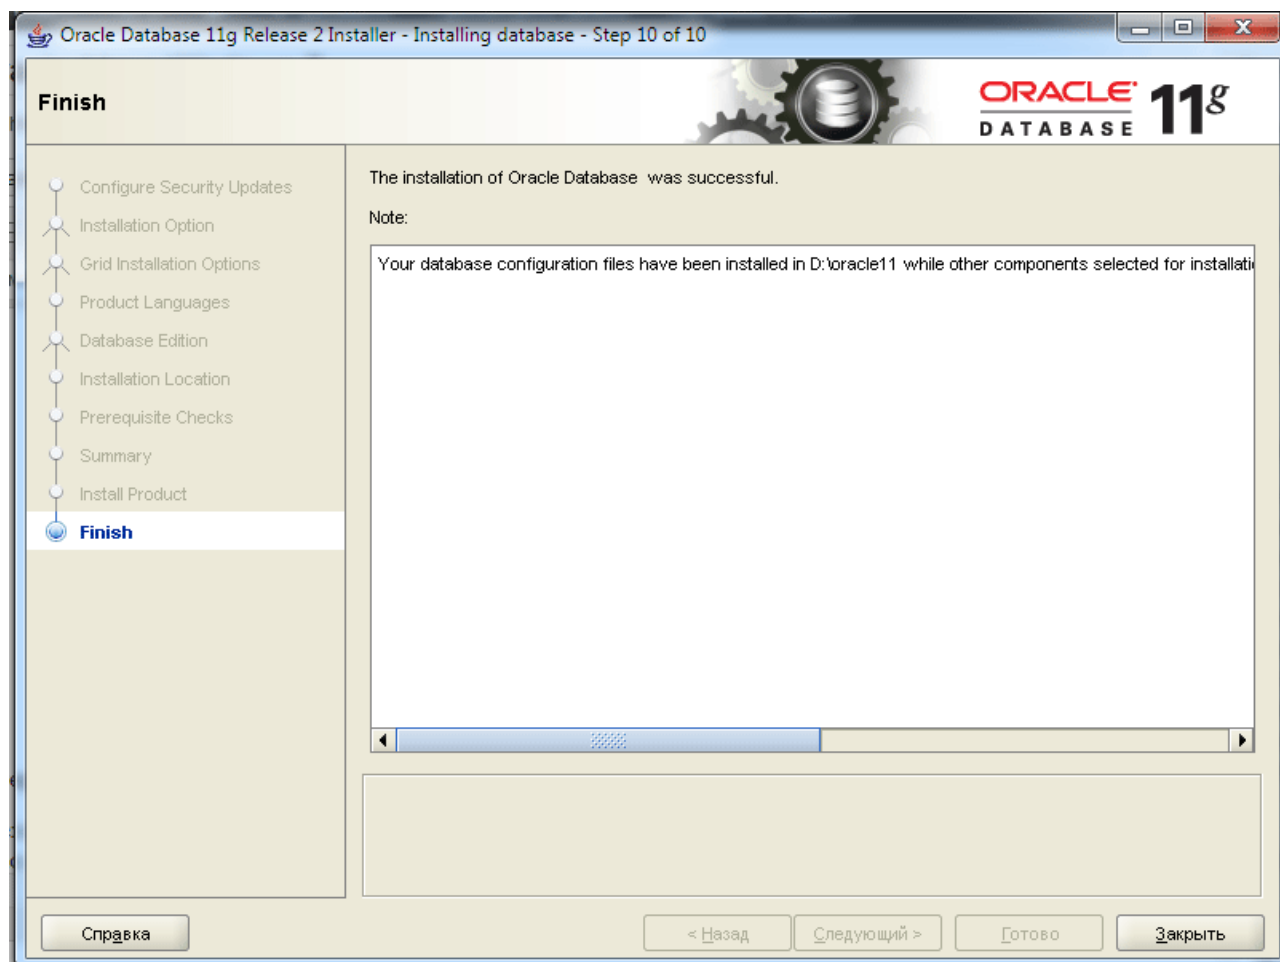 Oracle Database 11g Release 2 Installer - Installing database - Step 10 of 10
Finish
ORACLE
DATABASE
11g
Configure Security Updates
Installation Option
Grid Installation Options
Product Languages
Database Edition
Installation Location
Prerequisite Checks
Summary
Install Product
Finish
The installation of Oracle Database was successful.
Note:
Your database configuration files have been installed in D:\oracle11 while other components selected for installati
Справка
< Назад
Следующий >
Готово
Закрыть